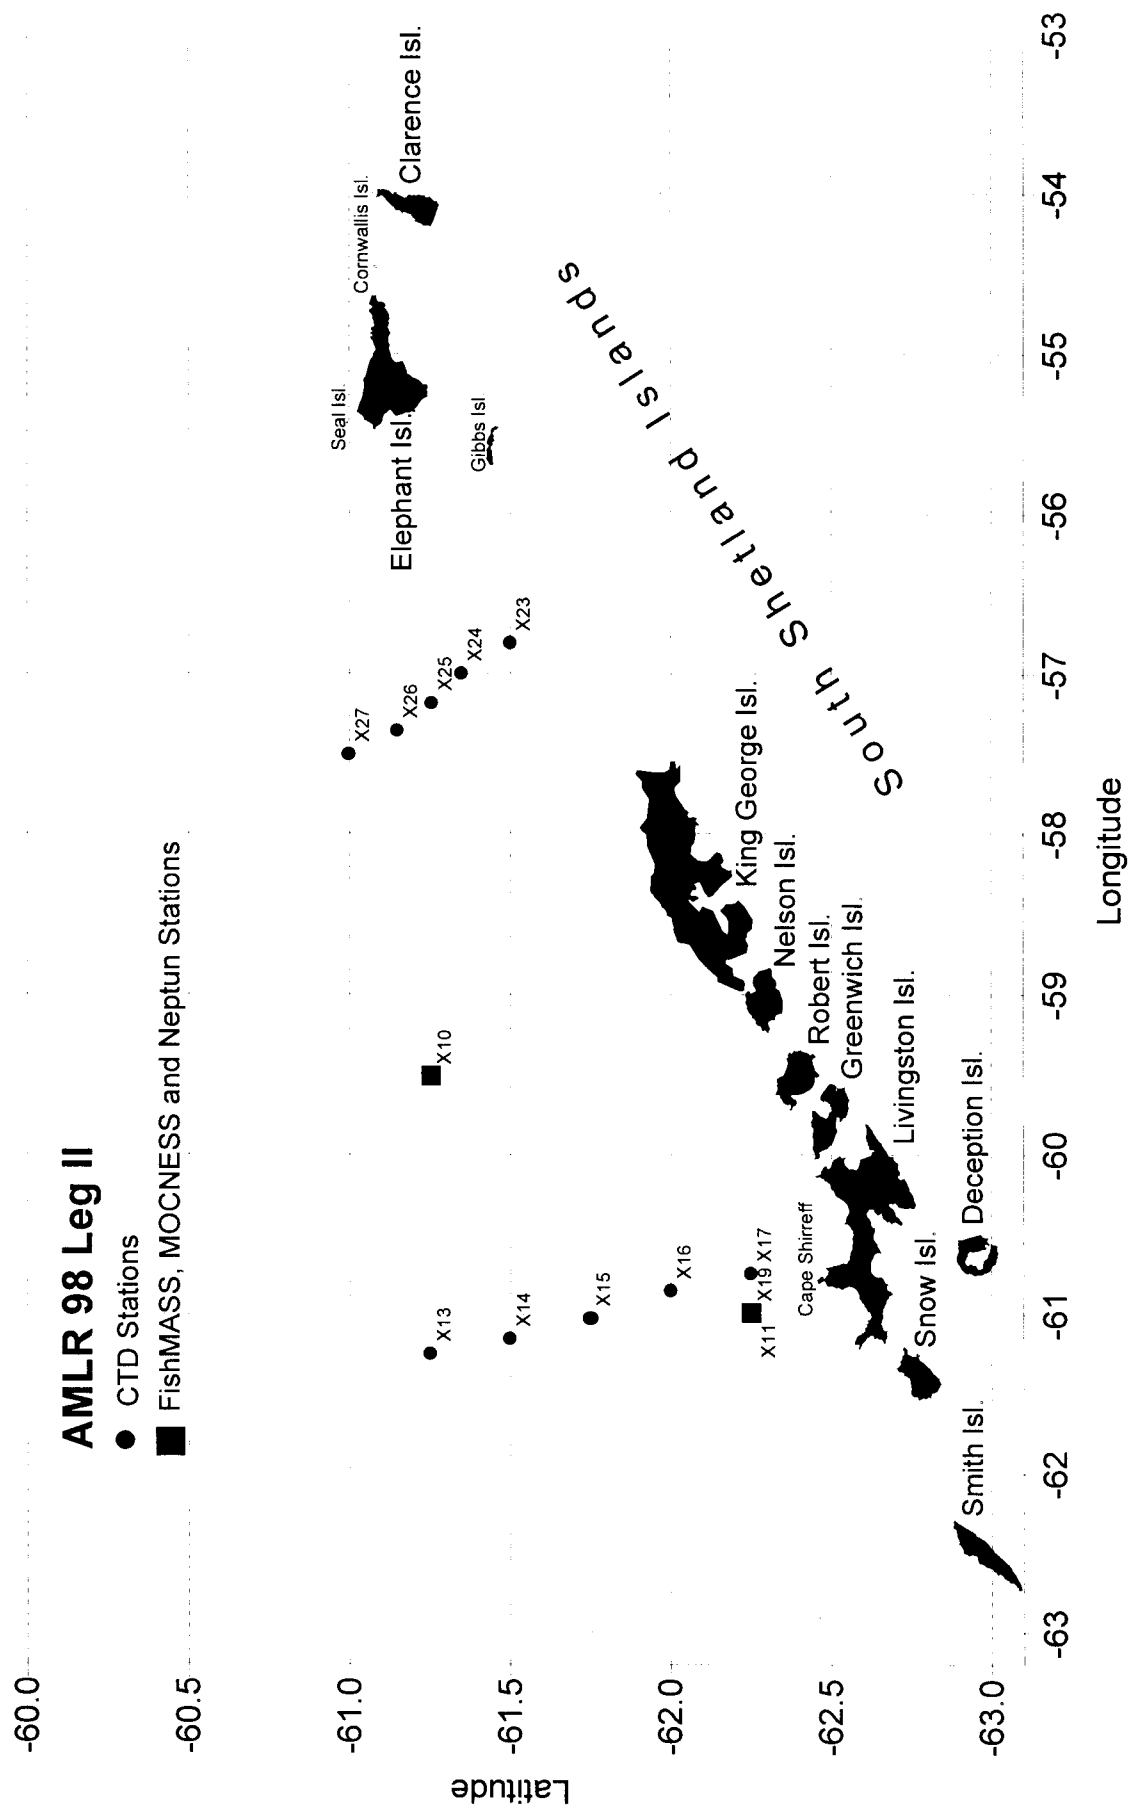 AMLR 98 Leg II
CTD Stations
FishMASS, MOCNESS and Neptun Stations
-60.0
-60.5
-61.0
-61.5
-62.0
-62.5
-63.0
Latitude
Seal Isl.
Cornwallis Isl.
Clarence Isl.
Elephant Isl.
Gibbs Isl.
X27
X26
X25
X24
X23
X10
X13
X14
X15
X16
X19 X17
X11
South Shetland Islands
King George Isl.
Nelson Isl.
Robert Isl.
Greenwich Isl.
Cape Shirreff
Livingston Isl.
Snow Isl.
Deception Isl.
Smith Isl.
-63
-62
-61
-60
-59
-58
-57
-56
-55
-54
-53
Longitude